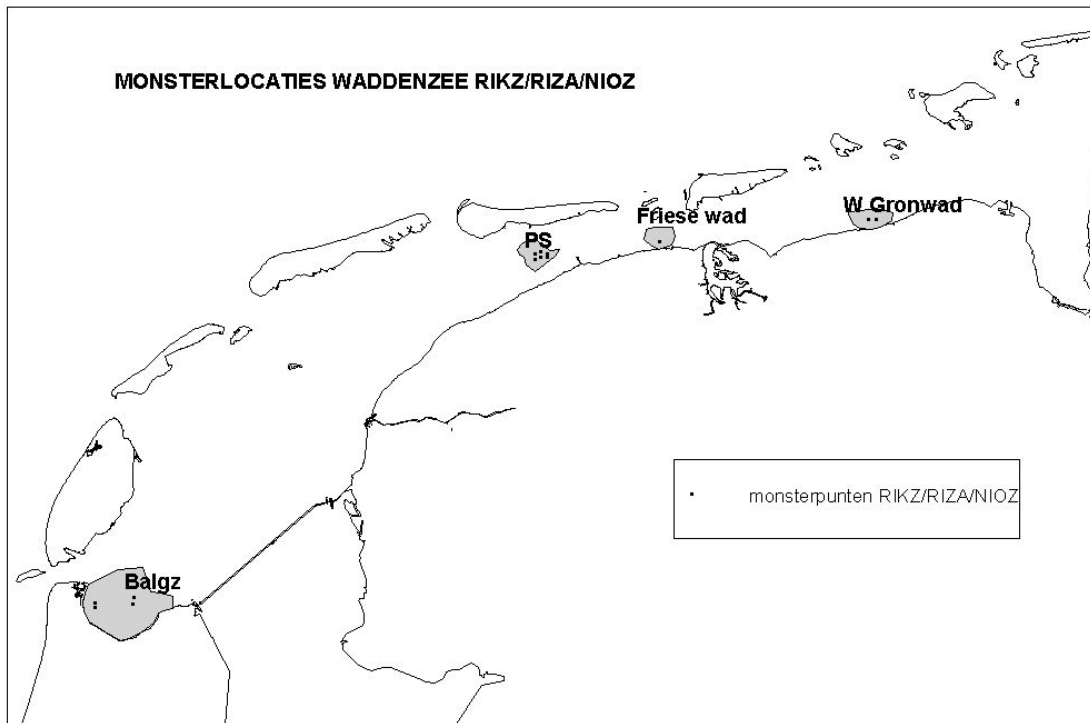 MONSTERLOCATIES WADDENZEE RIKZ/RIZA/NIOZ
W Gronwad
Friese wad
PS
monsterpunten RIKZ/RIZA/NIOZ
Balgz